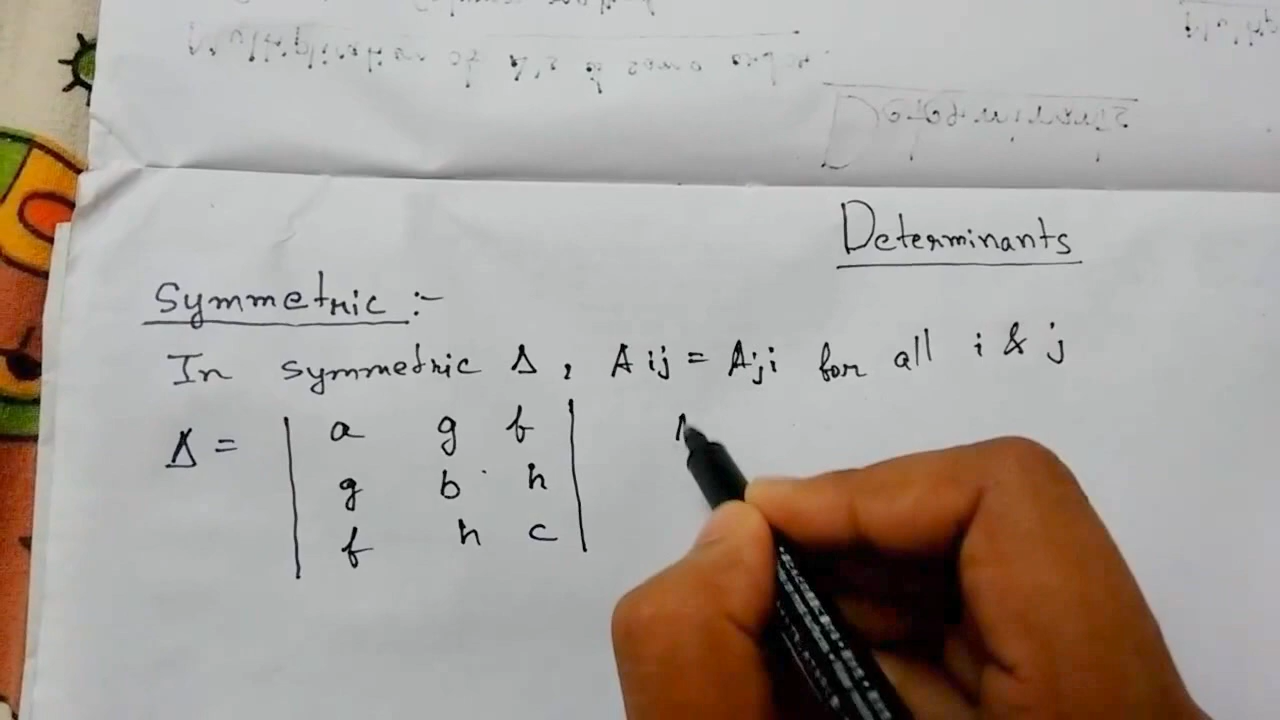 Determinants
Symmetric :-
In symmetric Δ, Aij = Aji for all i & j
Δ = | a g f |
| g b h |
| f h c |